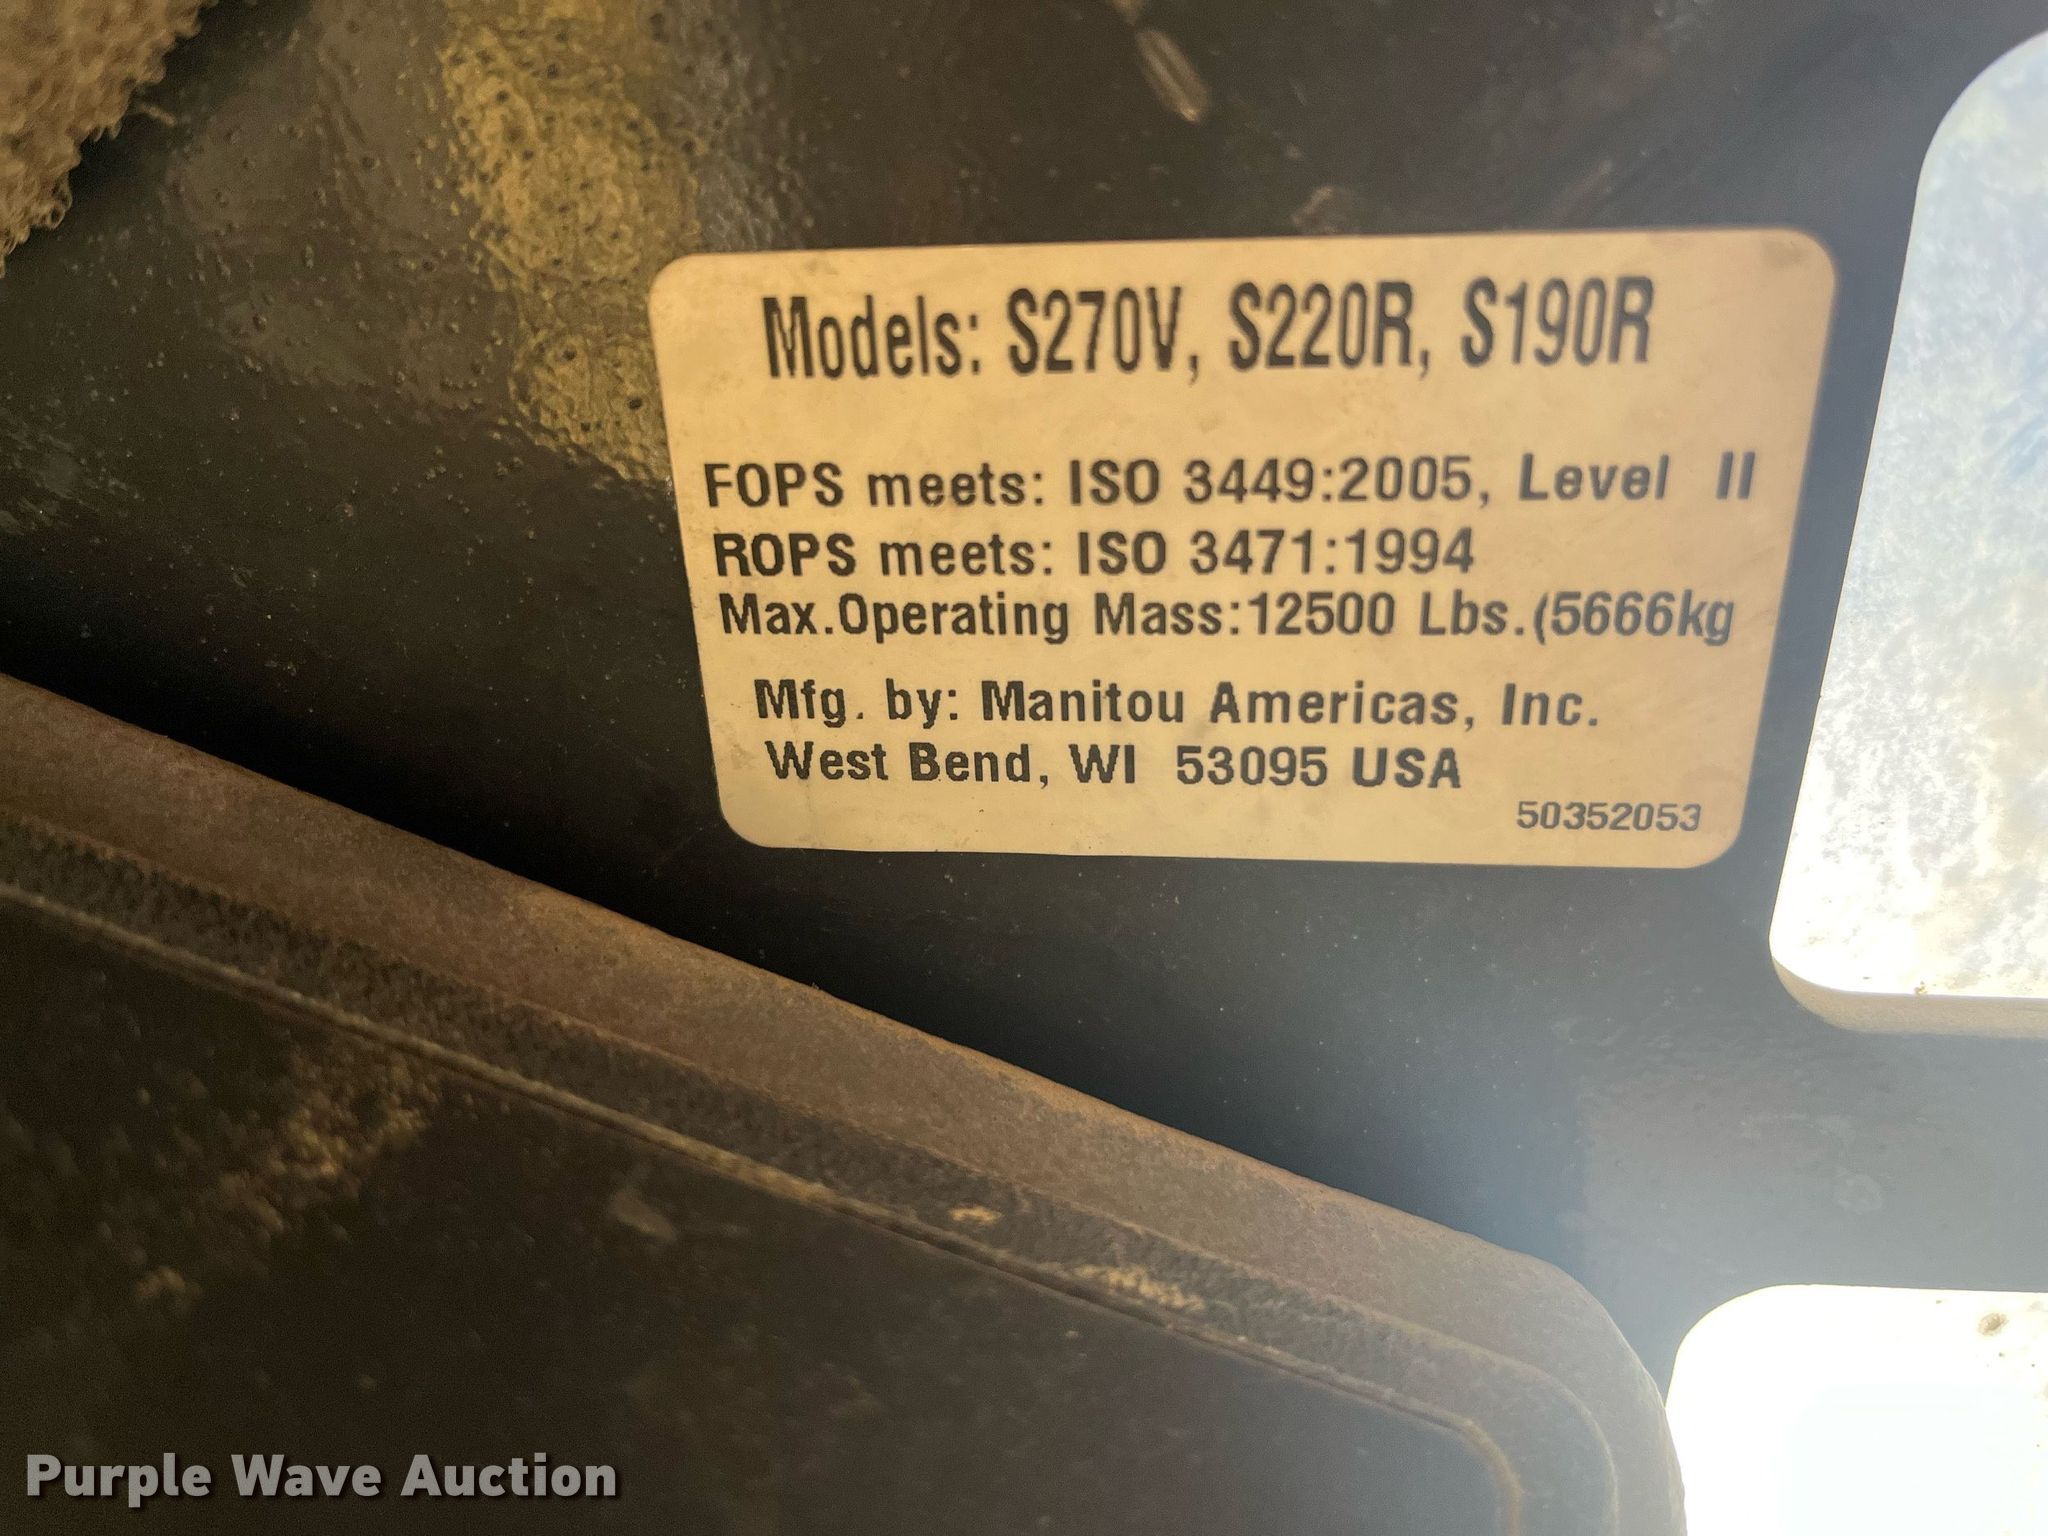 Models: S270V, S220R, S190R
FOPS meets: ISO 3449:2005, Level II
ROPS meets: ISO 3471:1994
Max.Operating Mass:12500 Lbs.(5666kg
Mfg. by: Manitou Americas, Inc.
West Bend, WI 53095 USA
50352053
Purple Wave Auction